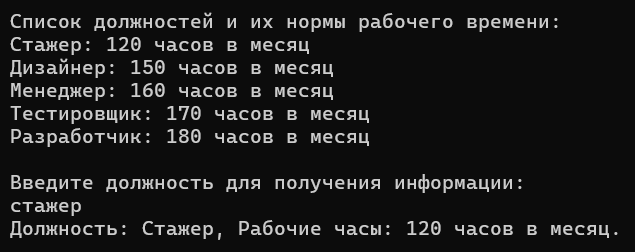 Список должностей и их нормы рабочего времени:
Стажер: 120 часов в месяц
Дизайнер: 150 часов в месяц
Менеджер: 160 часов в месяц
Тестировщик: 170 часов в месяц
Разработчик: 180 часов в месяц
Введите должность для получения информации:
стажер
Должность: Стажер, Рабочие часы: 120 часов в месяц.